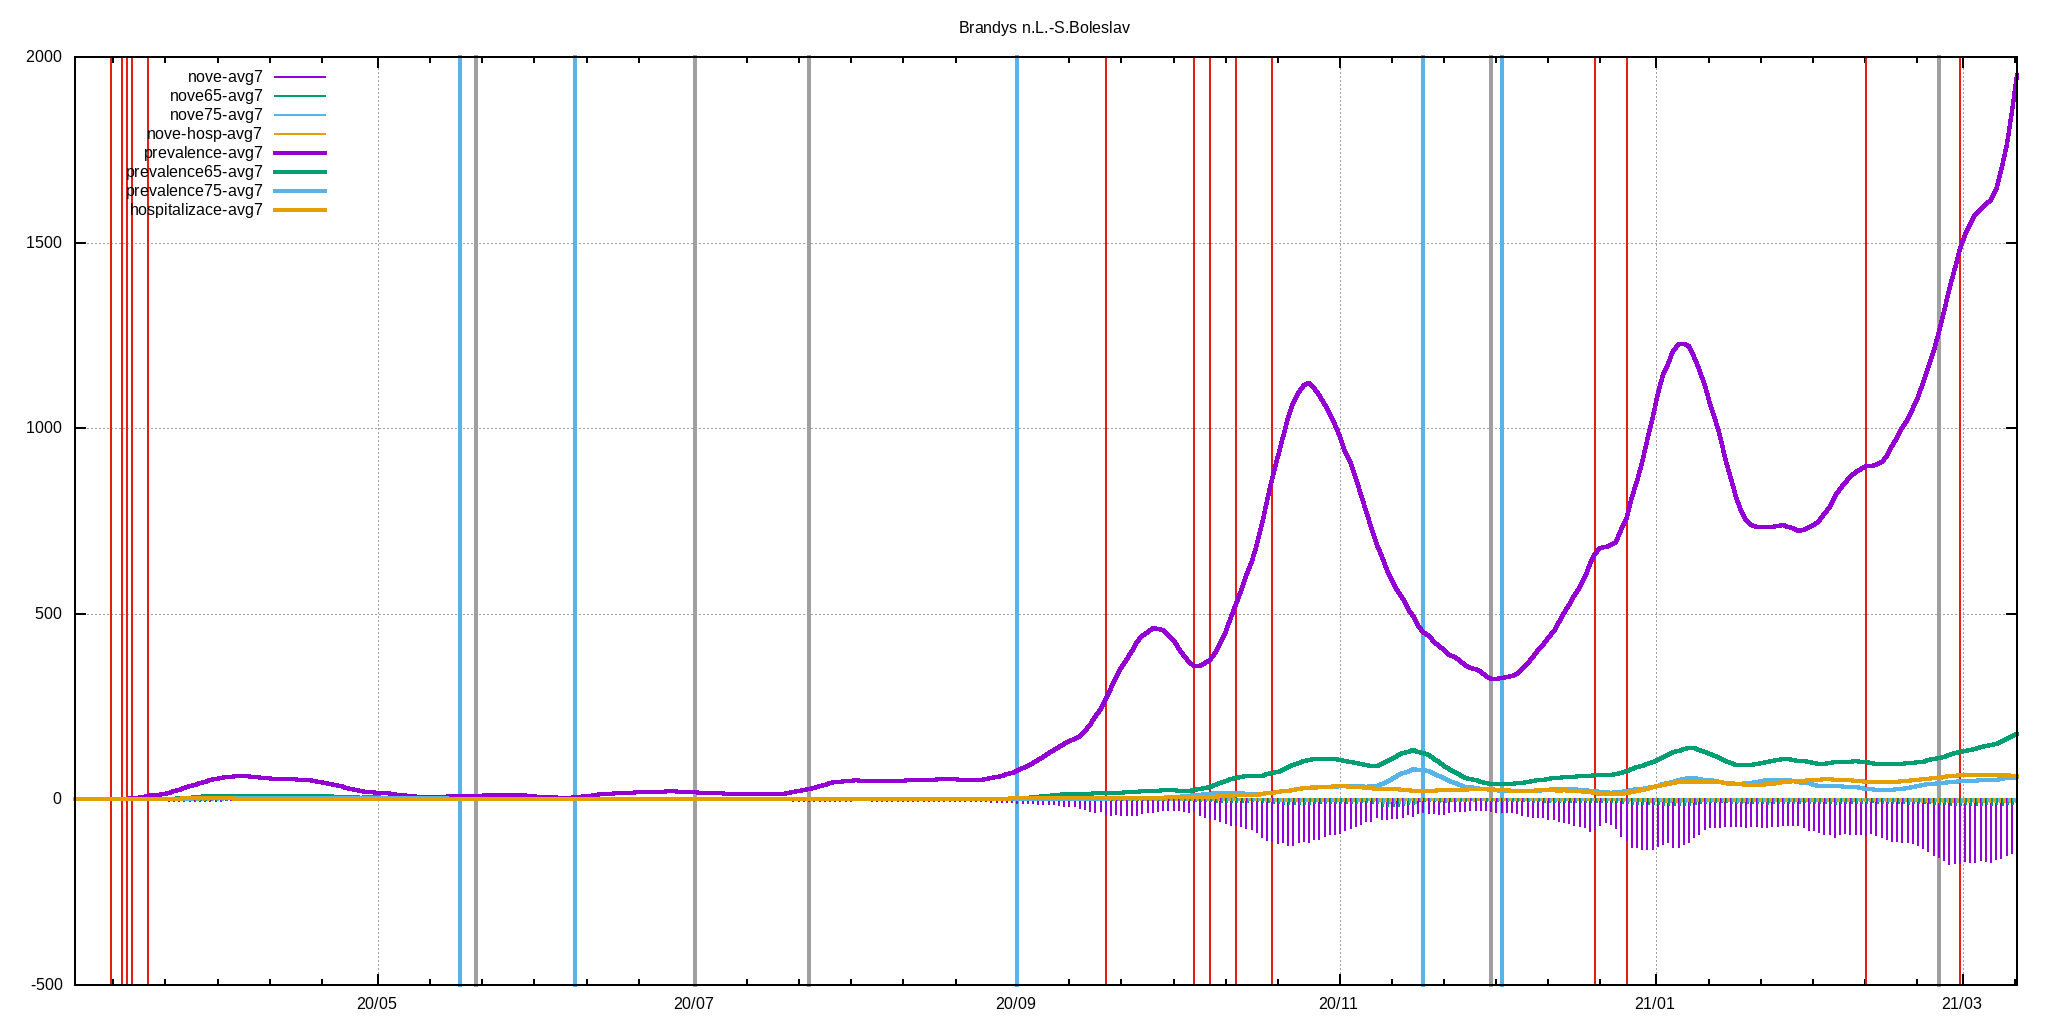 Brandys n.L.-S.Boleslav
2000
nove-avg7
nove65-avg7
nove75-avg7
nove-hosp-avg7
prevalence-avg7
prevalence65-avg7
prevalence75-avg7
hospitalizace-avg7
1500
1000
500
0
-500
20/05 20/07 20/09 20/11 21/01 21/03